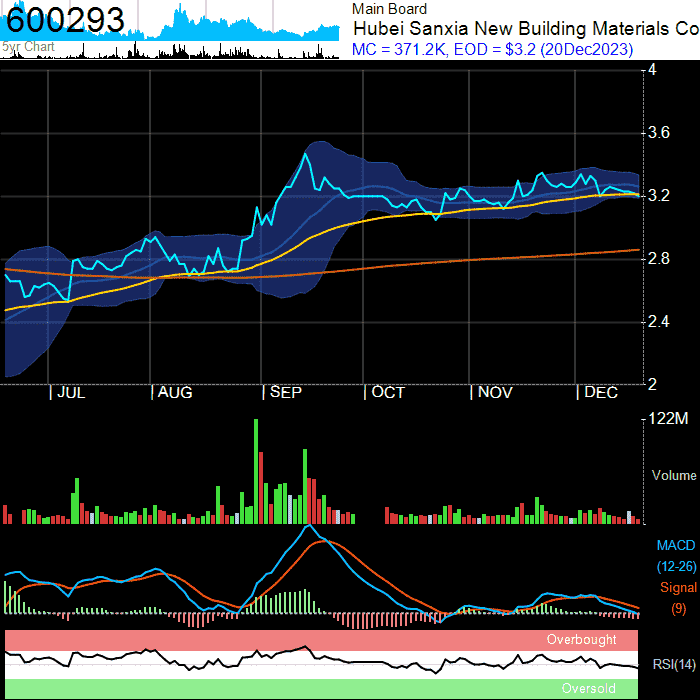 600293
5yr Chart
Main Board
Hubei Sanxia New Building Materials Co
MC = 371.2K, EOD = $3.2 (20Dec2023)
4
3.6
3.2
2.8
2.4
2
| JUL | AUG | SEP | OCT | NOV | DEC
122M
Volume
MACD
(12-26)
Signal
(9)
Overbought
RSI(14)
Oversold